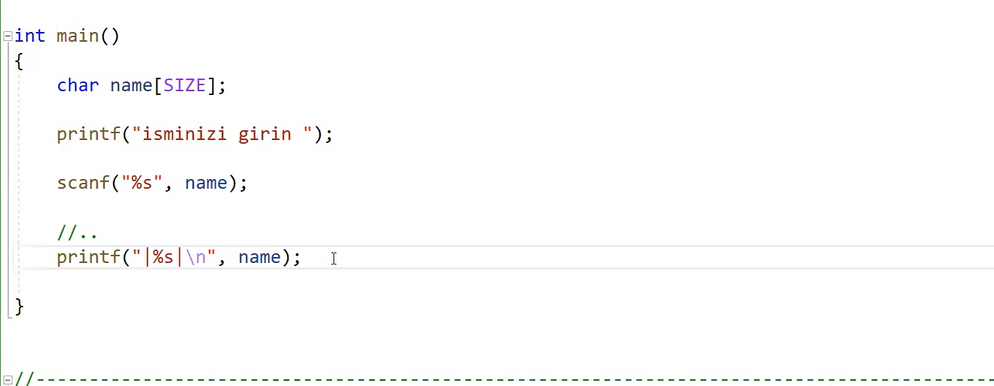 int main()
{
char name[SIZE];
printf("isminizi girin ");
scanf("%s", name);
//..
printf("|%s|\n", name);
}
//--------------------------------------------------------------------------------